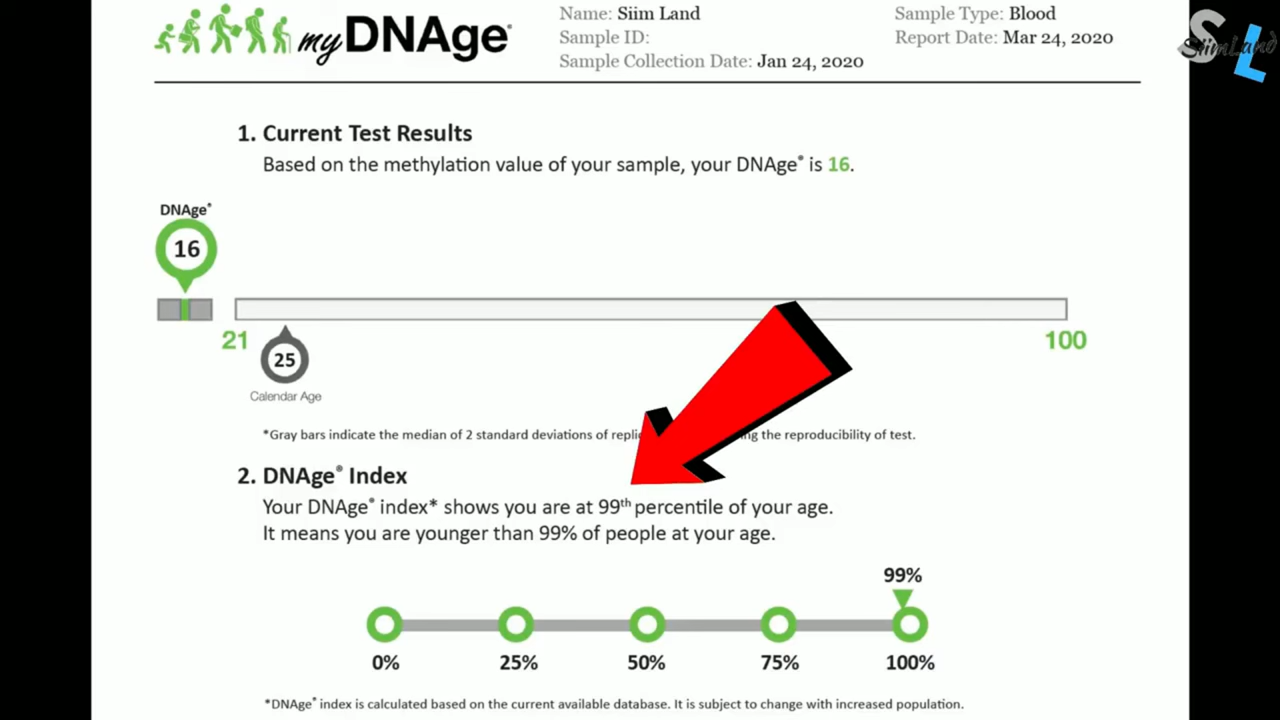 myDNAge®
Name: Siim Land
Sample ID:
Sample Collection Date: Jan 24, 2020
Sample Type: Blood
Report Date: Mar 24, 2020
SiimLand
SL
1. Current Test Results
Based on the methylation value of your sample, your DNAge® is 16.
DNAge®
16
21
100
25
Calendar Age
*Gray bars indicate the median of 2 standard deviations of the reproducibility of test.
2. DNAge® Index
Your DNAge® index* shows you are at 99th percentile of your age.
It means you are younger than 99% of people at your age.
99%
0% 25% 50% 75% 100%
*DNAge® index is calculated based on the current available database. It is subject to change with increased population.